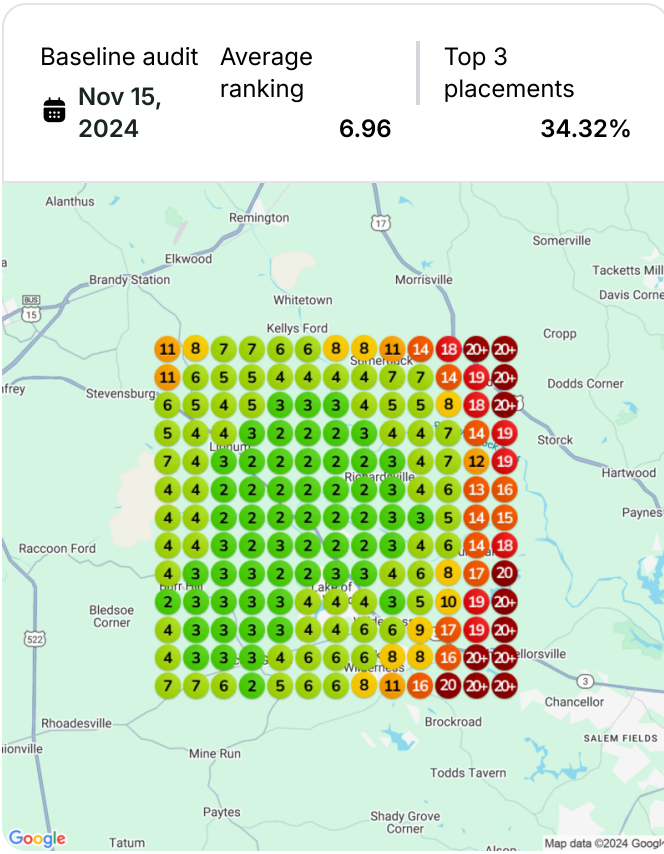 Baseline audit
Nov 15,
2024
Average
ranking
6.96
Top 3
placements
34.32%
Alanthus
Remington
17
Somerville
Elkwood
Brandy Station
Morrisville
Tacketts Mill
Davis Corne
BUS
15
Whitetown
Kellys Ford
Cropp
11 8 7 7 6 6 8 8 11 14 18 20+ 20+
11 6 5 5 4 4 4 4 7 7 14 19 20+
nfrey
Stevensburg
Dodds Corner
6 5 4 5 3 3 3 4 5 5 8 18 20+
5 4 4 3 2 2 2 3 4 4 7 14 19
Storck
Lignum
7 4 3 2 2 2 2 2 3 4 7 12 19
Hartwood
Richardsville
4 4 2 2 2 2 2 2 3 4 6 13 16
Paynes
4 4 2 2 2 2 2 2 3 3 5 14 15
4 4 3 2 3 2 2 2 3 4 6 14 18
Raccoon Ford
4 3 3 3 2 2 3 3 4 6 8 17 20
Lake of
2 3 3 3 3 4 4 4 3 5 10 19 20+
Bledsoe
Corner
4 3 3 3 3 4 4 6 6 9 17 19 20+
522
4 3 3 3 4 6 6 6 8 8 16 20+ 20+
ellorsville
Wilderness
7 7 6 2 5 6 6 8 11 16 20 20+ 20+
3
Chancellor
Rhoadesville
Brockroad
SALEM FIELDS
ionville
Mine Run
Todds Tavern
Paytes
Shady Grove
Corner
Google
Tatum
Map data ©2024 Google